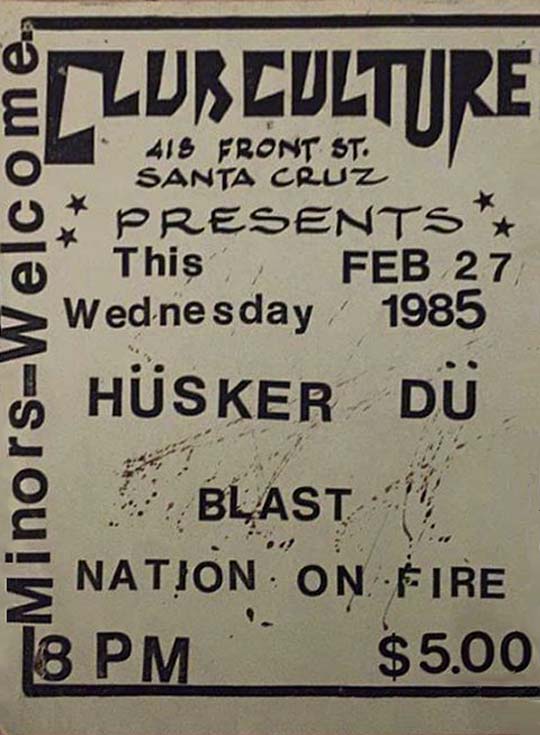 CLUB CULTURE
418 FRONT ST.
SANTA CRUZ
PRESENTS
This FEB 27
Wednesday 1985
HÜSKER DÜ
BLAST
NATION ON FIRE
8 PM $5.00
Minors-Welcome